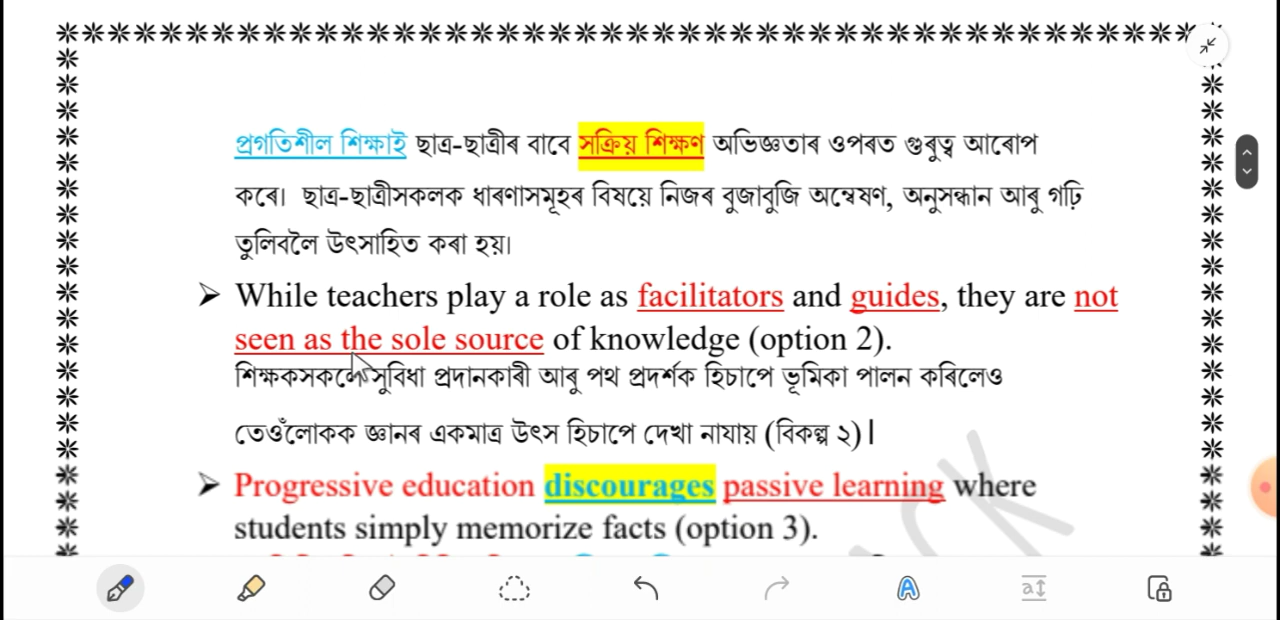 প্ৰগতিশীল শিক্ষাই ছাত্ৰ-ছাত্ৰীৰ বাবে সক্ৰিয় শিক্ষণ অভিজ্ঞতাৰ ওপৰত গুৰুত্ব আৰোপ
কৰে। ছাত্ৰ-ছাত্ৰীসকলক ধাৰণাসমূহৰ বিষয়ে নিজৰ বুজাবুজি অন্বেষণ, অনুসন্ধান আৰু গঢ়ি
তুলিবলৈ উৎসাহিত কৰা হয়।
➢ While teachers play a role as facilitators and guides, they are not
seen as the sole source of knowledge (option 2).
শিক্ষকসকলে সুবিধা প্ৰদানকাৰী আৰু পথ প্ৰদৰ্শক হিচাপে ভূমিকা পালন কৰিলেও
তেওঁলোকক জ্ঞানৰ একমাত্ৰ উৎস হিচাপে দেখা নাযায় (বিকল্প ২)|
➢ Progressive education discourages passive learning where
students simply memorize facts (option 3).